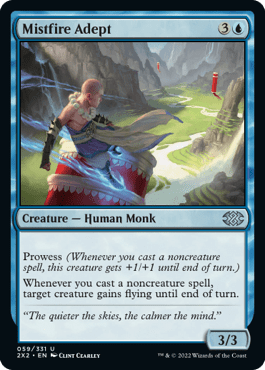 Mistfire Adept 3
Creature — Human Monk
Prowess (Whenever you cast a noncreature
spell, this creature gets +1/+1 until end of turn.)
Whenever you cast a noncreature spell,
target creature gains flying until end of turn.
“The quieter the skies, the calmer the mind.”
3/3
059/331 U
2X2 • EN Clint Cearley
™ & © 2022 Wizards of the Coast